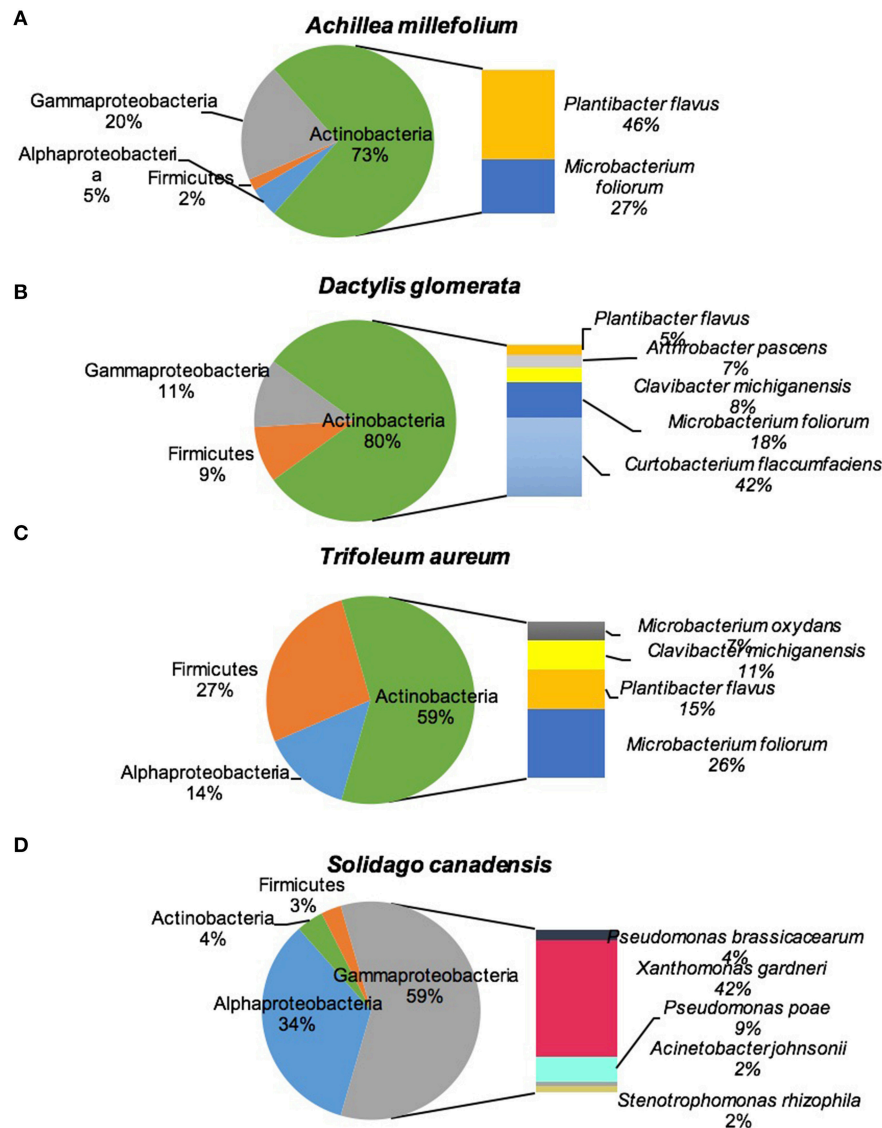 A
Achillea millefolium
Gammaproteobacteria
20%
Alphaproteobacteri
a
5%
Firmicutes
2%
Actinobacteria
73%
Plantibacter flavus
46%
Microbacterium
foliorum
27%
B
Dactylis glomerata
Gammaproteobacteria
11%
Firmicutes
9%
Actinobacteria
80%
Plantibacter flavus
5%
Arthrobacter pascens
7%
Clavibacter michiganensis
8%
Microbacterium foliorum
18%
Curtobacterium flaccumfaciens
42%
C
Trifoleum aureum
Firmicutes
27%
Alphaproteobacteria
14%
Actinobacteria
59%
Microbacterium oxydans
7%
Clavibacter michiganensis
11%
Plantibacter flavus
15%
Microbacterium foliorum
26%
D
Solidago canadensis
Firmicutes
3%
Actinobacteria
4%
Alphaproteobacteria
34%
Gammaproteobacteria
59%
Pseudomonas brassicacearum
4%
Xanthomonas gardneri
42%
Pseudomonas poae
9%
Acinetobacter johnsonii
2%
Stenotrophomonas rhizophila
2%